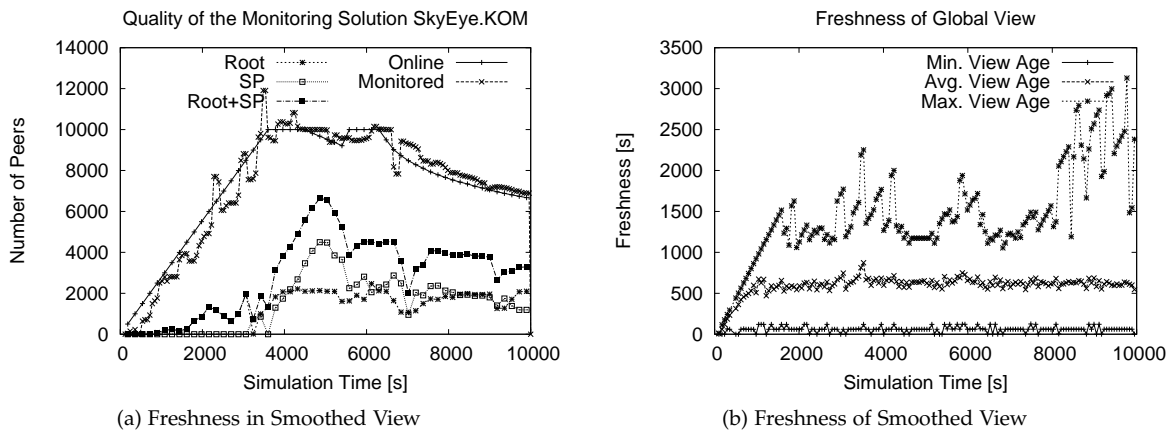 Quality of the Monitoring Solution SkyEye.KOM
14000
12000
10000
8000
6000
4000
2000
0
Number of Peers
Root
SP
Root+SP
Online
Monitored
0
2000
4000
6000
8000
10000
Simulation Time [s]
(a) Freshness in Smoothed View
Freshness of Global View
3500
3000
2500
2000
1500
1000
500
0
Freshness [s]
Min. View Age
Avg. View Age
Max. View Age
0
2000
4000
6000
8000
10000
Simulation Time [s]
(b) Freshness of Smoothed View